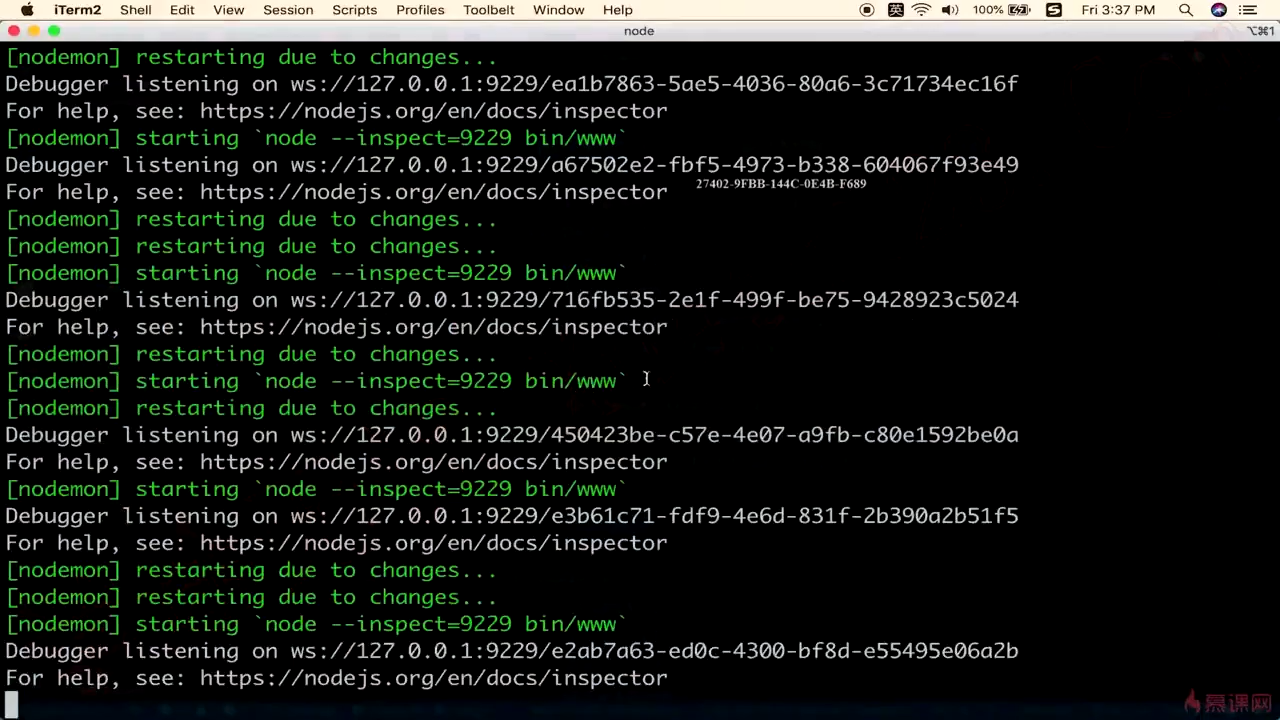 iTerm2 Shell Edit View Session Scripts Profiles Toolbelt Window Help 英 100% S Fri 3:37 PM
node
⌥⌘1
[nodemon] restarting due to changes...
Debugger listening on ws://127.0.0.1:9229/ea1b7863-5ae5-4036-80a6-3c71734ec16f
For help, see: https://nodejs.org/en/docs/inspector
[nodemon] starting `node --inspect=9229 bin/www`
Debugger listening on ws://127.0.0.1:9229/a67502e2-fbf5-4973-b338-604067f93e49
27402-9FBB-144C-0E4B-F689
For help, see: https://nodejs.org/en/docs/inspector
[nodemon] restarting due to changes...
[nodemon] restarting due to changes...
[nodemon] starting `node --inspect=9229 bin/www`
Debugger listening on ws://127.0.0.1:9229/716fb535-2e1f-499f-be75-9428923c5024
For help, see: https://nodejs.org/en/docs/inspector
[nodemon] restarting due to changes...
[nodemon] starting `node --inspect=9229 bin/www`
[nodemon] restarting due to changes...
Debugger listening on ws://127.0.0.1:9229/450423be-c57e-4e07-a9fb-c80e1592be0a
For help, see: https://nodejs.org/en/docs/inspector
[nodemon] starting `node --inspect=9229 bin/www`
Debugger listening on ws://127.0.0.1:9229/e3b61c71-fdf9-4e6d-831f-2b390a2b51f5
For help, see: https://nodejs.org/en/docs/inspector
[nodemon] restarting due to changes...
[nodemon] restarting due to changes...
[nodemon] starting `node --inspect=9229 bin/www`
Debugger listening on ws://127.0.0.1:9229/e2ab7a63-ed0c-4300-bf8d-e55495e06a2b
For help, see: https://nodejs.org/en/docs/inspector
慕课网